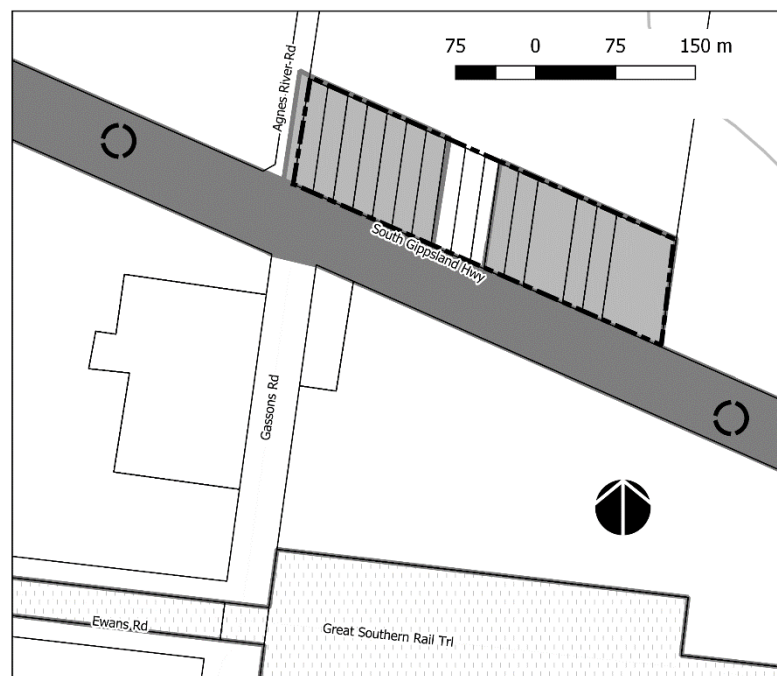 75 0 75 150 m
Agnes River Rd
South Gippsland Hwy
Gassons Rd
Ewans Rd
Great Southern Rail Trl